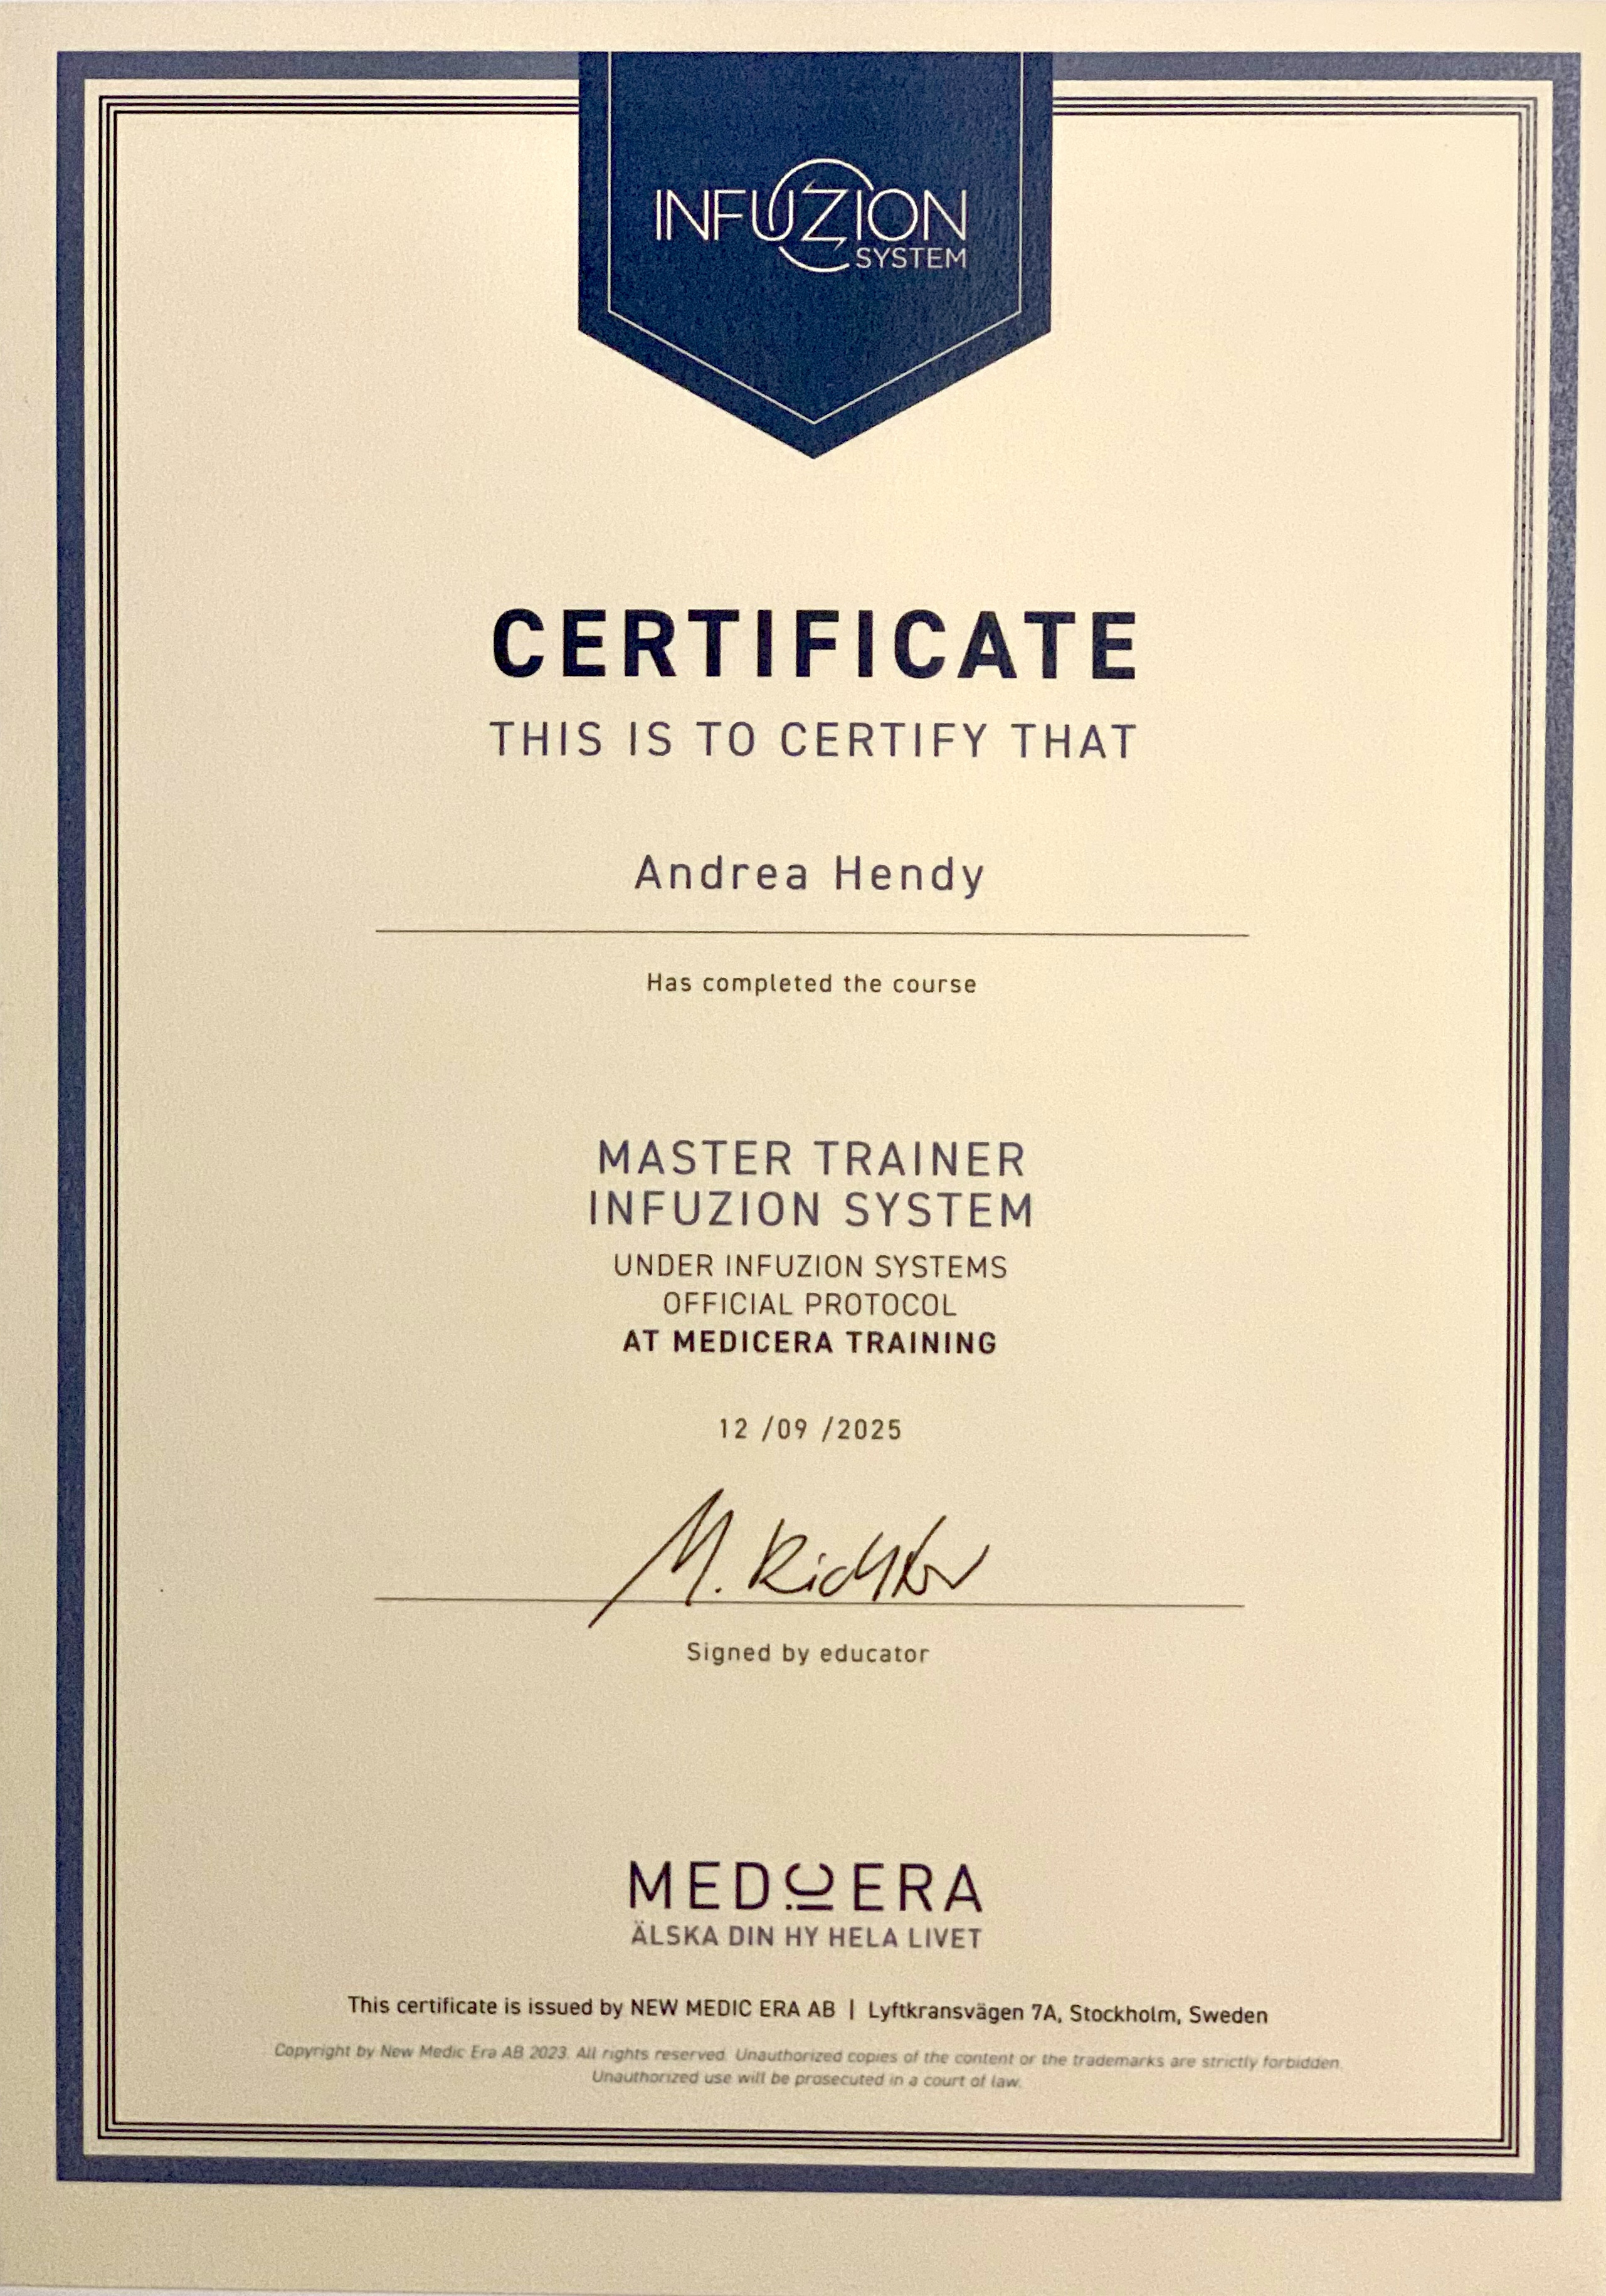 INFUZION
SYSTEM
CERTIFICATE
THIS IS TO CERTIFY THAT
Andrea Hendy
Has completed the course
MASTER TRAINER
INFUZION SYSTEM
UNDER INFUZION SYSTEMS
OFFICIAL PROTOCOL
AT MEDICERA TRAINING
12 /09 /2025
M. Richter
Signed by educator
MEDICERA
ÄLSKA DIN HY HELA LIVET
This certificate is issued by NEW MEDIC ERA AB | Lyftkransvägen 7A, Stockholm, Sweden
Copyright by New Medic Era AB 2023. All rights reserved. Unauthorized copies of the content or the trademarks are strictly forbidden.
Unauthorized use will be prosecuted in a court of law.